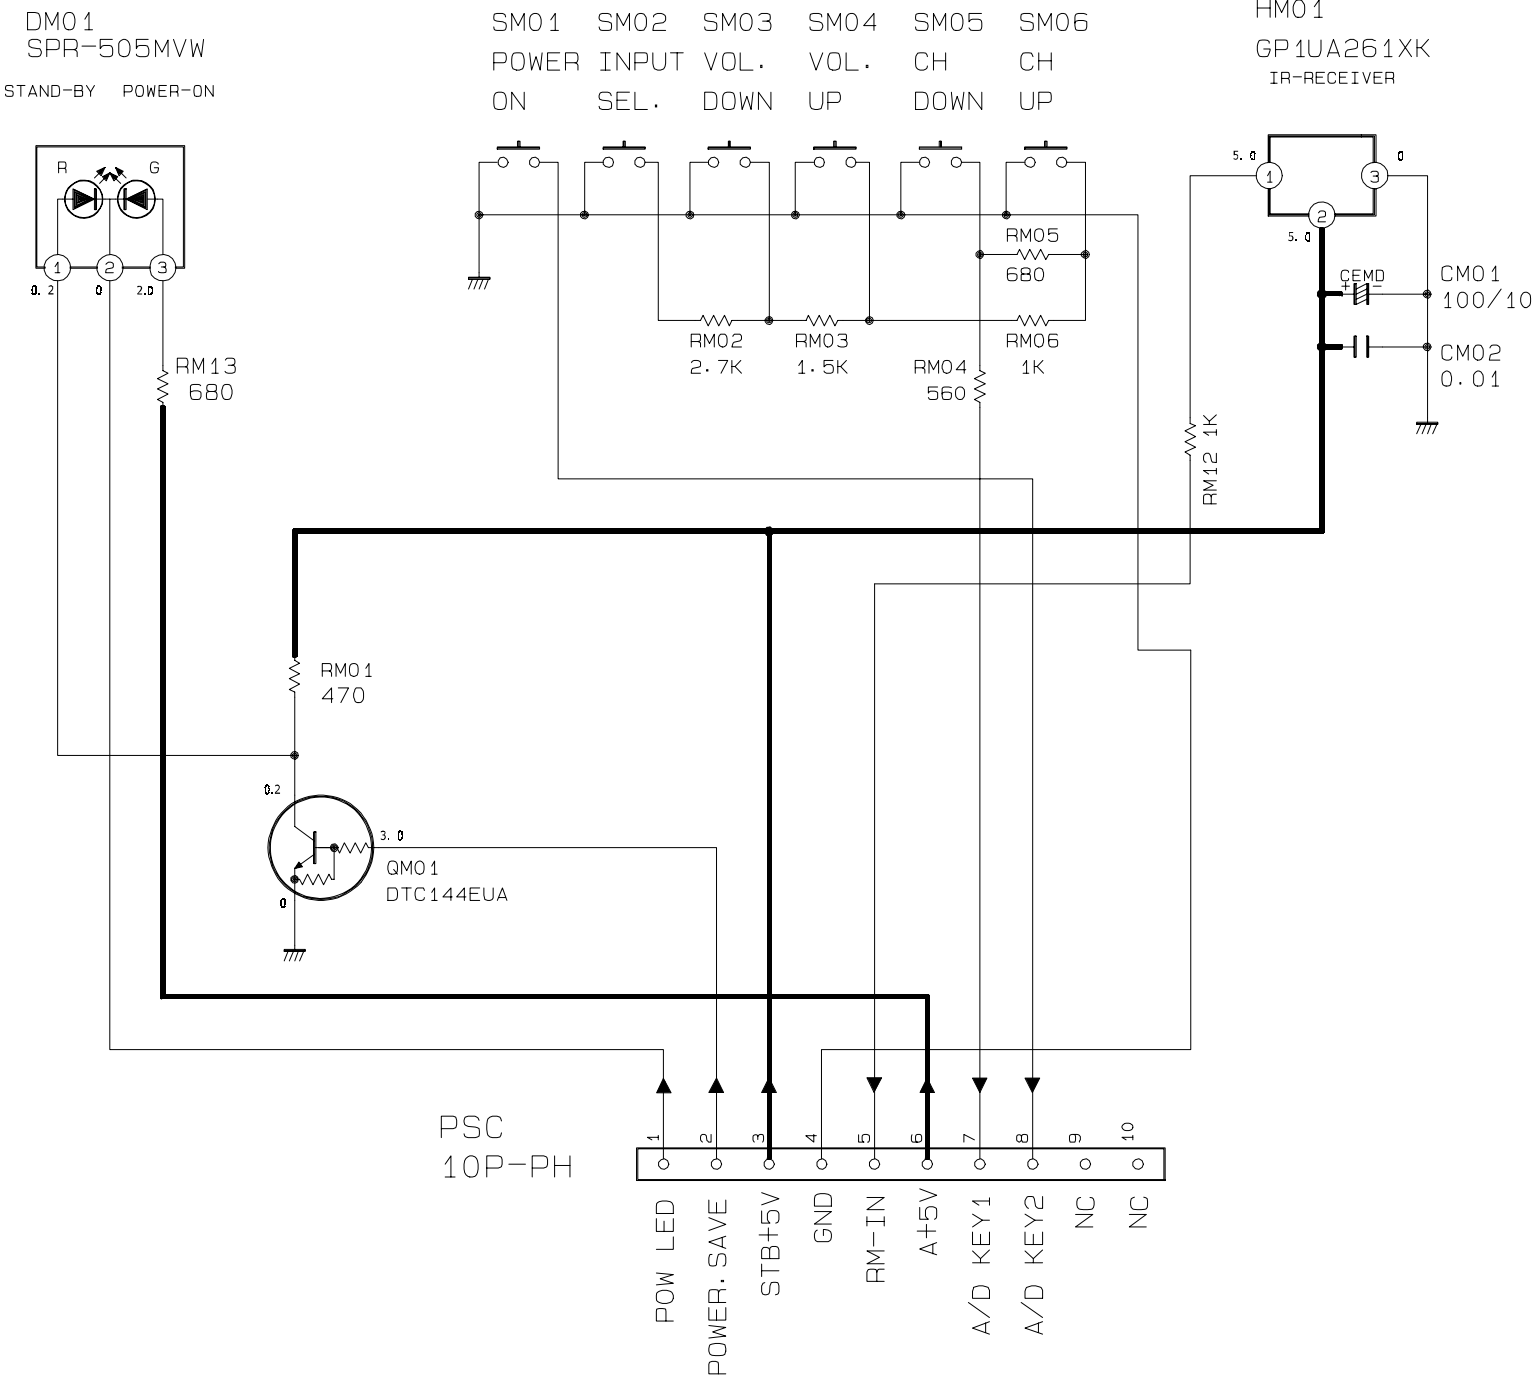 DM01
SPR-505MVW
STAND-BY POWER-ON
R G
1 2 3
0.2 0 2.0
RM13
680
SM01 SM02 SM03 SM04 SM05 SM06
POWER INPUT VOL. VOL. CH CH
ON SEL. DOWN UP DOWN UP
RM05
680
RM02 RM03 RM06
2.7K 1.5K 1K
RM04
560
HM01
GP1UA261XK
IR-RECEIVER
5.0 0
1 3
2
5.0
CEMD
+ -
CM01
100/10
CM02
0.01
RM12 1K
RM01
470
0.2
3.0
QM01
DTC144EUA
0
PSC
10P-PH
1 2 3 4 5 6 7 8 9 10
POW LED
POWER.SAVE
STB+5V
GND
RM-IN
A+5V
A/D KEY1
A/D KEY2
NC
NC